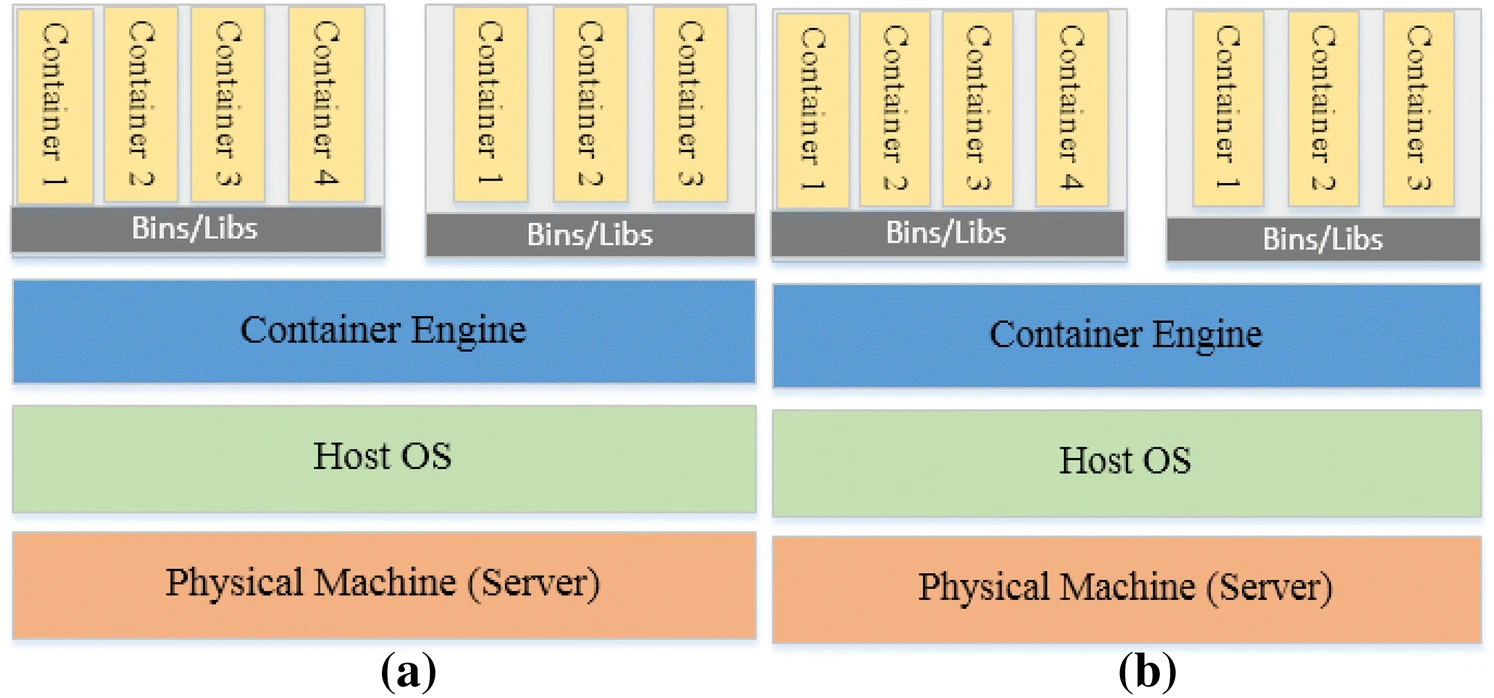 Container 1
Container 2
Container 3
Container 4
Bins/Libs
Container 1
Container 2
Container 3
Bins/Libs
Container Engine
Host OS
Physical Machine (Server)
(a)
Container 1
Container 2
Container 3
Container 4
Bins/Libs
Container 1
Container 2
Container 3
Bins/Libs
Container Engine
Host OS
Physical Machine (Server)
(b)